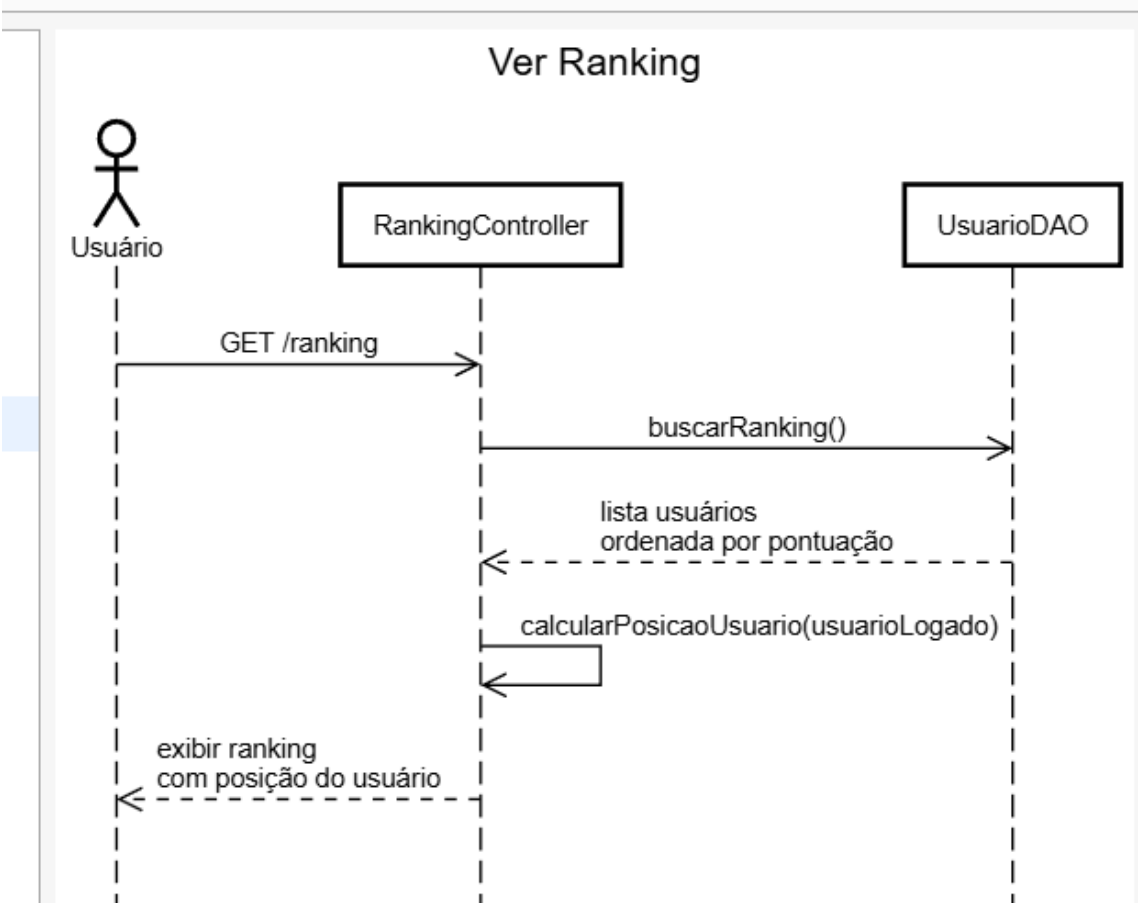 Ver Ranking
Usuário
RankingController
UsuarioDAO
GET /ranking
buscarRanking()
lista usuários
ordenada por pontuação
calcularPosicaoUsuario(usuarioLogado)
exibir ranking
com posição do usuário